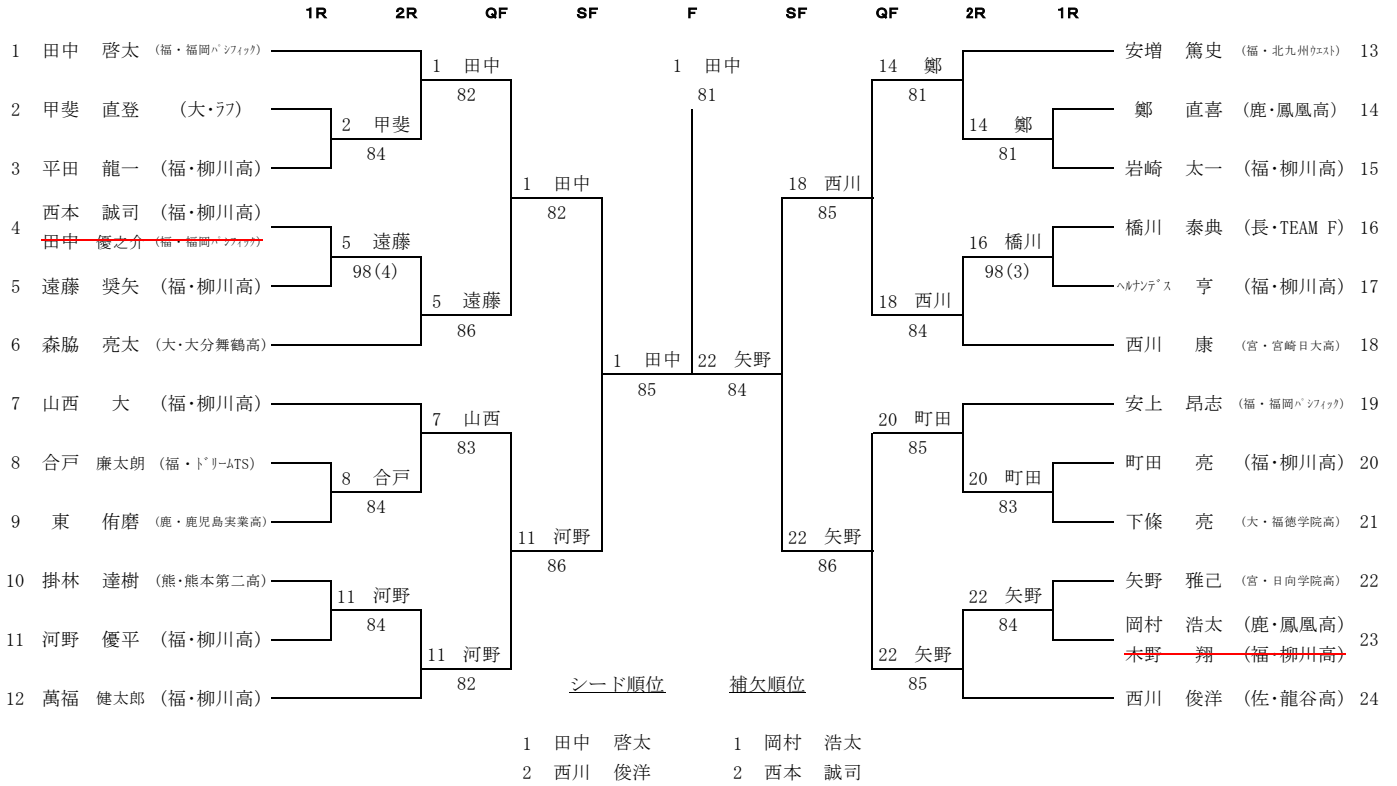 1R 2R QF SF F SF QF 2R 1R
1 田中 啓太 (福・福岡パシフィック)
2 甲斐 直登 (大・ラフ)
3 平田 龍一 (福・柳川高)
4 西本 誠司 (福・柳川高)
田中 優之介 (福・福岡パシフィック)
5 遠藤 奨矢 (福・柳川高)
6 森脇 亮太 (大・大分舞鶴高)
7 山西 大 (福・柳川高)
8 合戸 廉太朗 (福・ドリームTS)
9 東 侑磨 (鹿・鹿児島実業高)
10 掛林 達樹 (熊・熊本第二高)
11 河野 優平 (福・柳川高)
12 萬福 健太郎 (福・柳川高)
2 甲斐
84
5 遠藤
98(4)
8 合戸
84
11 河野
84
1 田中
82
5 遠藤
86
7 山西
83
11 河野
82
1 田中
82
11 河野
86
1 田中
85
1 田中
81
22 矢野
84
18 西川
85
22 矢野
86
14 鄭
81
18 西川
84
20 町田
85
22 矢野
85
14 鄭
81
16 橋川
98(3)
20 町田
83
22 矢野
84
安増 篤史 (福・北九州ウエスト) 13
鄭 直喜 (鹿・鳳凰高) 14
岩崎 太一 (福・柳川高) 15
橋川 泰典 (長・TEAM F) 16
ヘルナンデス 亨 (福・柳川高) 17
西川 康 (宮・宮崎日大高) 18
安上 昂志 (福・福岡パシフィック) 19
町田 亮 (福・柳川高) 20
下條 亮 (大・福徳学院高) 21
矢野 雅己 (宮・日向学院高) 22
岡村 浩太 (鹿・鳳凰高) 23
木野 翔 (福・柳川高)
西川 俊洋 (佐・龍谷高) 24
シード順位 補欠順位
1 田中 啓太 1 岡村 浩太
2 西川 俊洋 2 西本 誠司